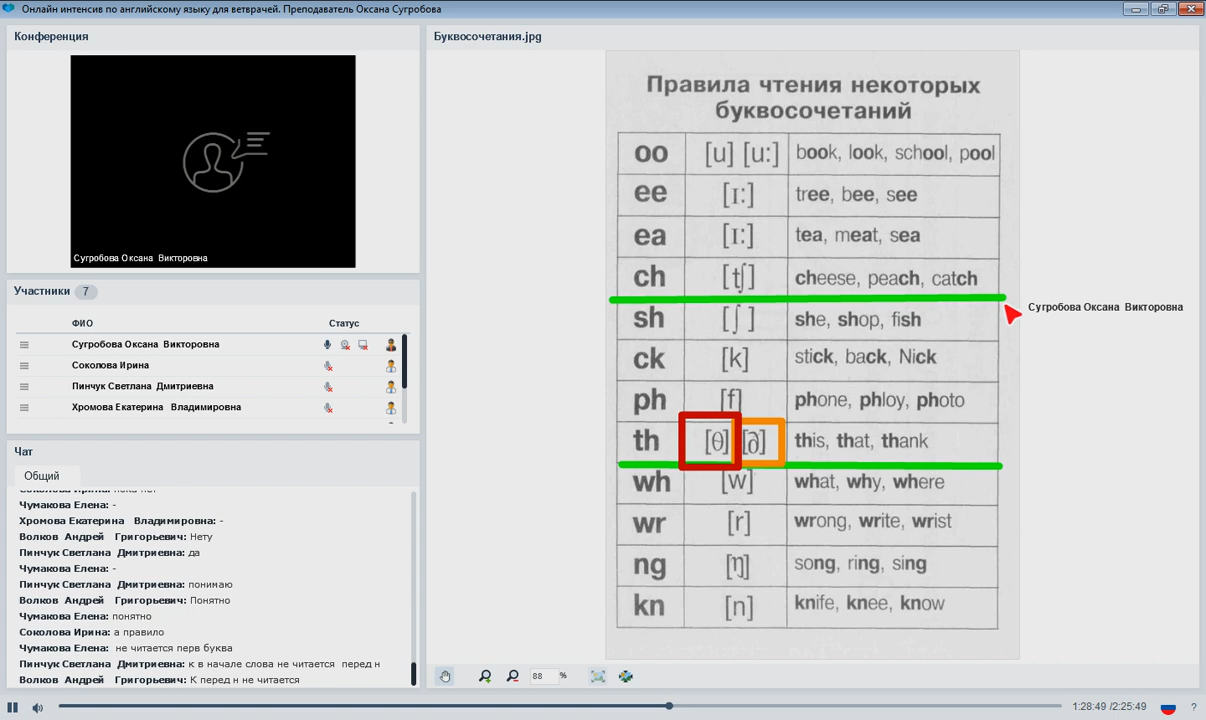 Онлайн интенсив по английскому языку для ветврачей. Преподаватель Оксана Сугробова
Конференция
Сугробова Оксана Викторовна
Участники 7
ФИО Статус
Сугробова Оксана Викторовна
Соколова Ирина
Пинчук Светлана Дмитриевна
Хромова Екатерина Владимировна
Чат
Общий
Соколова Ирина: пока нет
Чумакова Елена: -
Хромова Екатерина Владимировна: -
Волков Андрей Григорьевич: Нету
Пинчук Светлана Дмитриевна: да
Чумакова Елена: -
Пинчук Светлана Дмитриевна: понимаю
Волков Андрей Григорьевич: Понятно
Чумакова Елена: понятно
Соколова Ирина: а правило
Чумакова Елена: не читается перв буква
Пинчук Светлана Дмитриевна: к в начале слова не читается перед н
Волков Андрей Григорьевич: К перед н не читается
Буквосочетания.jpg
Правила чтения некоторых
буквосочетаний
oo [u] [u:] book, look, school, pool
ee [ɪ:] tree, bee, see
ea [ɪ:] tea, meat, sea
ch [tʃ] cheese, peach, catch
sh [ʃ] she, shop, fish
ck [k] stick, back, Nick
ph [f] phone, phloy, photo
th [θ] [∂] this, that, thank
wh [w] what, why, where
wr [r] wrong, write, wrist
ng [ŋ] song, ring, sing
kn [n] knife, knee, know
Сугробова Оксана Викторовна
88 %
1:28:49 /2:25:49
?